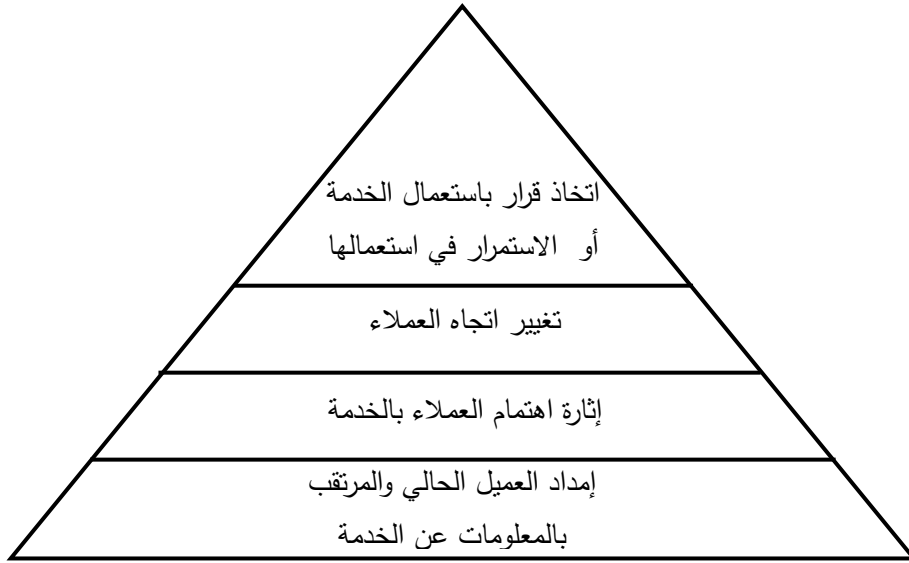 اتخاذ قرار باستعمال الخدمة
أو الاستمرار في استعمالها
تغيير اتجاه العملاء
إثارة اهتمام العملاء بالخدمة
إمداد العميل الحالي والمرتقب
بالمعلومات عن الخدمة